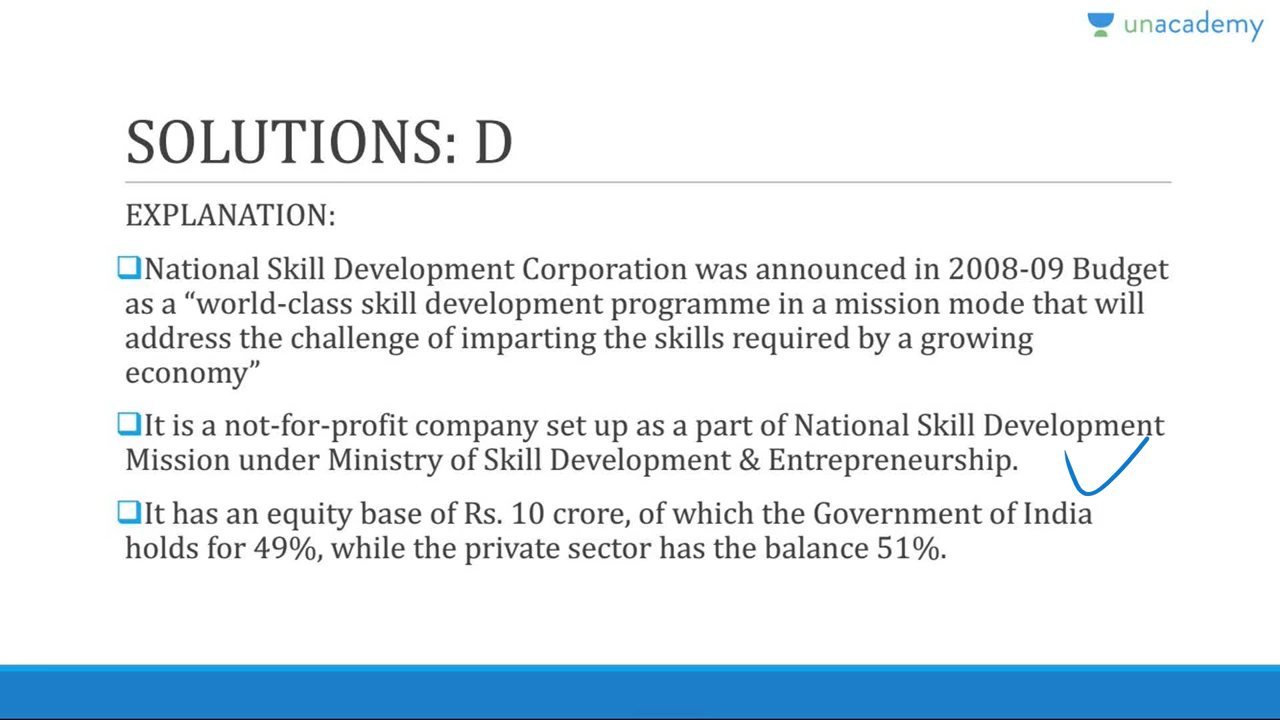 unacademy
SOLUTIONS: D
EXPLANATION:
National Skill Development Corporation was announced in 2008-09 Budget
as a “world-class skill development programme in a mission mode that will
address the challenge of imparting the skills required by a growing
economy”
It is a not-for-profit company set up as a part of National Skill Development
Mission under Ministry of Skill Development & Entrepreneurship.
It has an equity base of Rs. 10 crore, of which the Government of India
holds for 49%, while the private sector has the balance 51%.